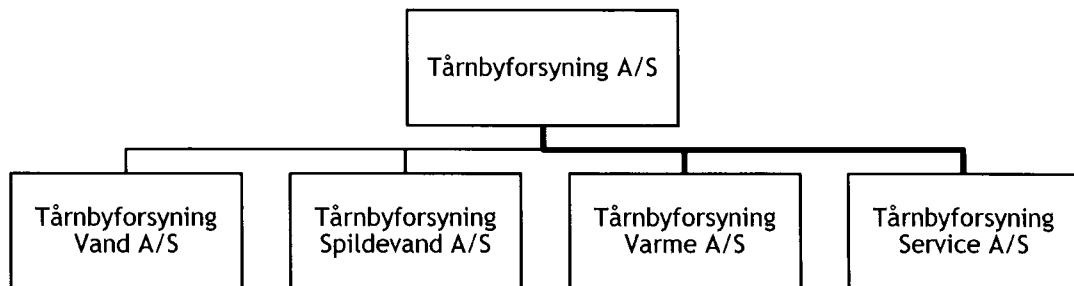 Tårnbyforsyning A/S
Tårnbyforsyning
Vand A/S
Tårnbyforsyning
Spildevand A/S
Tårnbyforsyning
Varme A/S
Tårnbyforsyning
Service A/S